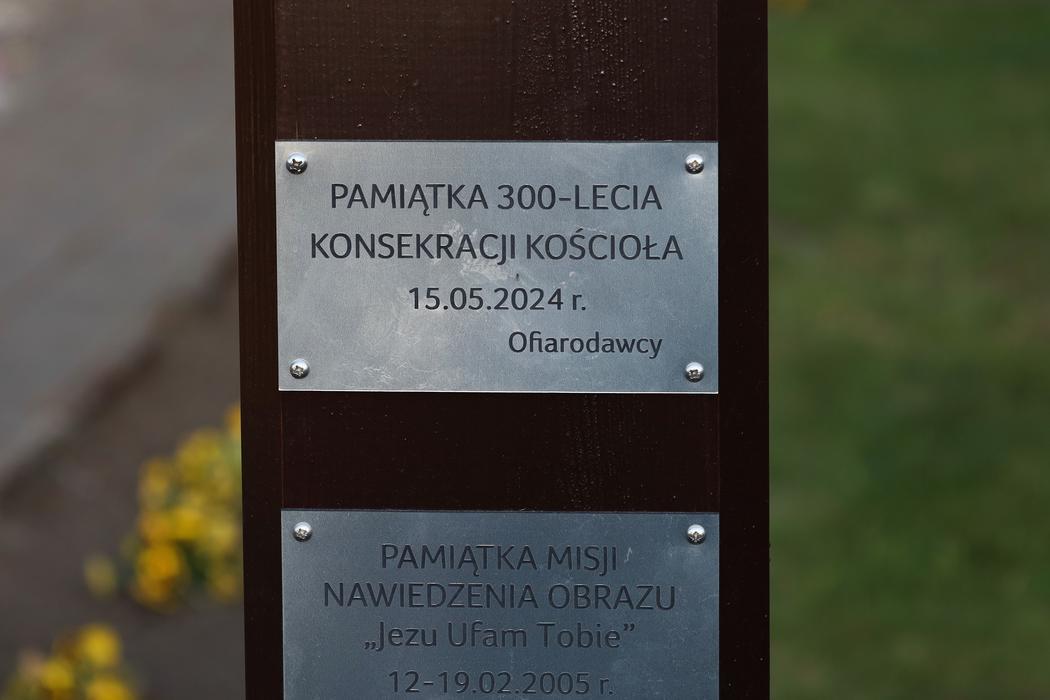 PAMIĄTKA 300-LECIA
KONSEKRACJI KOŚCIOŁA
15.05.2024 r.
Ofiarodawcy
PAMIĄTKA MISJI
NAWIEDZENIA OBRAZU
„Jezu Ufam Tobie”
12-19.02.2005 r.